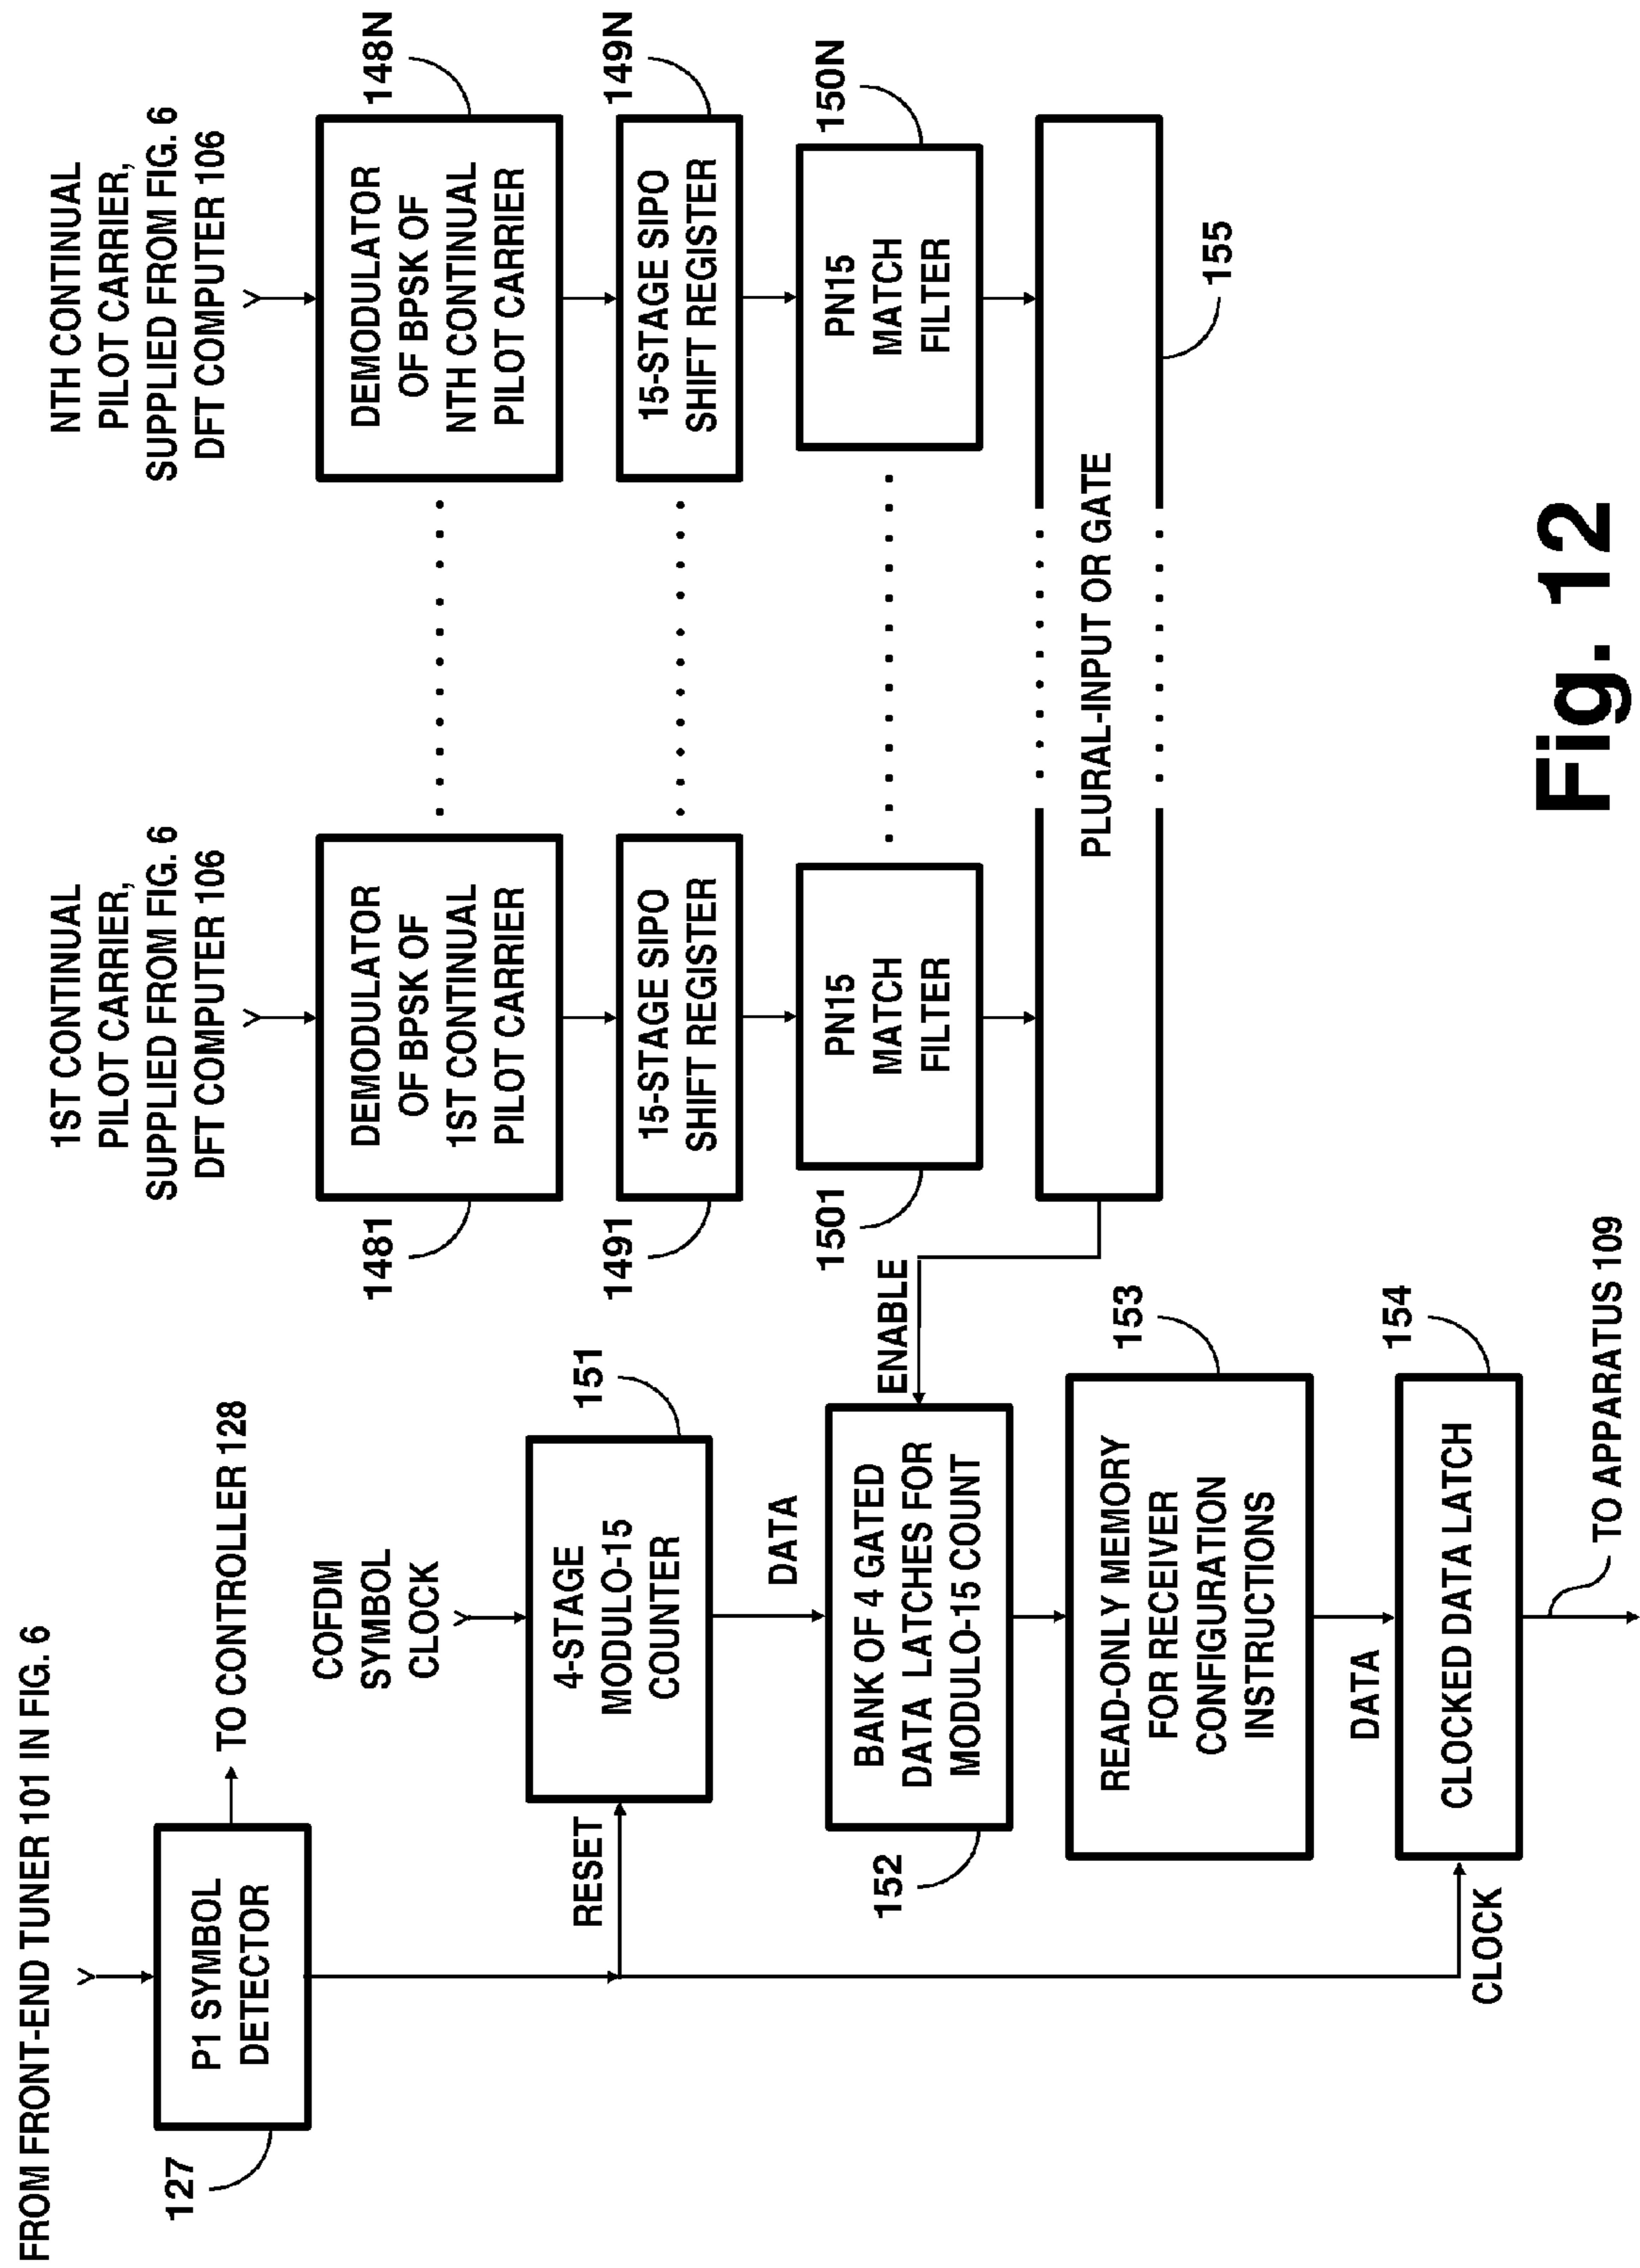 FROM FRONT-END TUNER 101 IN FIG. 6
P1 SYMBOL
DETECTOR
127
TO CONTROLLER 128
RESET
CLOCK
COFDM
SYMBOL
CLOCK
4-STAGE
MODULO-15
COUNTER
151
DATA
BANK OF 4 GATED
DATA LATCHES FOR
MODULO-15 COUNT
152
ENABLE
READ-ONLY MEMORY
FOR RECEIVER
CONFIGURATION
INSTRUCTIONS
153
DATA
CLOCKED DATA LATCH
154
TO APPARATUS 109
1ST CONTINUAL
PILOT CARRIER,
SUPPLIED FROM FIG. 6
DFT COMPUTER 106
DEMODULATOR
OF BPSK OF
1ST CONTINUAL
PILOT CARRIER
1481
15-STAGE SIPO
SHIFT REGISTER
1491
PN15
MATCH
FILTER
1501
NTH CONTINUAL
PILOT CARRIER,
SUPPLIED FROM FIG. 6
DFT COMPUTER 106
DEMODULATOR
OF BPSK OF
NTH CONTINUAL
PILOT CARRIER
148N
15-STAGE SIPO
SHIFT REGISTER
149N
PN15
MATCH
FILTER
150N
PLURAL-INPUT OR GATE
155
Fig. 12